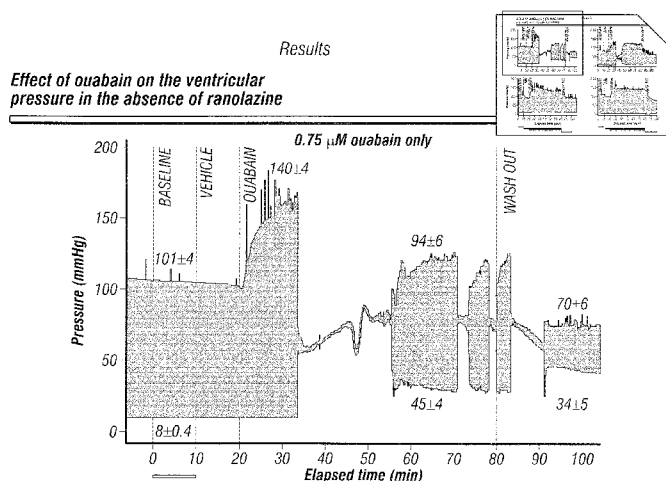 Results
Effect of ouabain on the ventricular
pressure in the absence of ranolazine
0.75 µM ouabain only
200
150
100
50
0
Pressure (mmHg)
BASELINE
VEHICLE
OUABAIN
WASH OUT
101±4
140±4
94±6
70+6
8±0.4
45±4
34±5
0 10 20 30 40 50 60 70 80 90 100
Elapsed time (min)